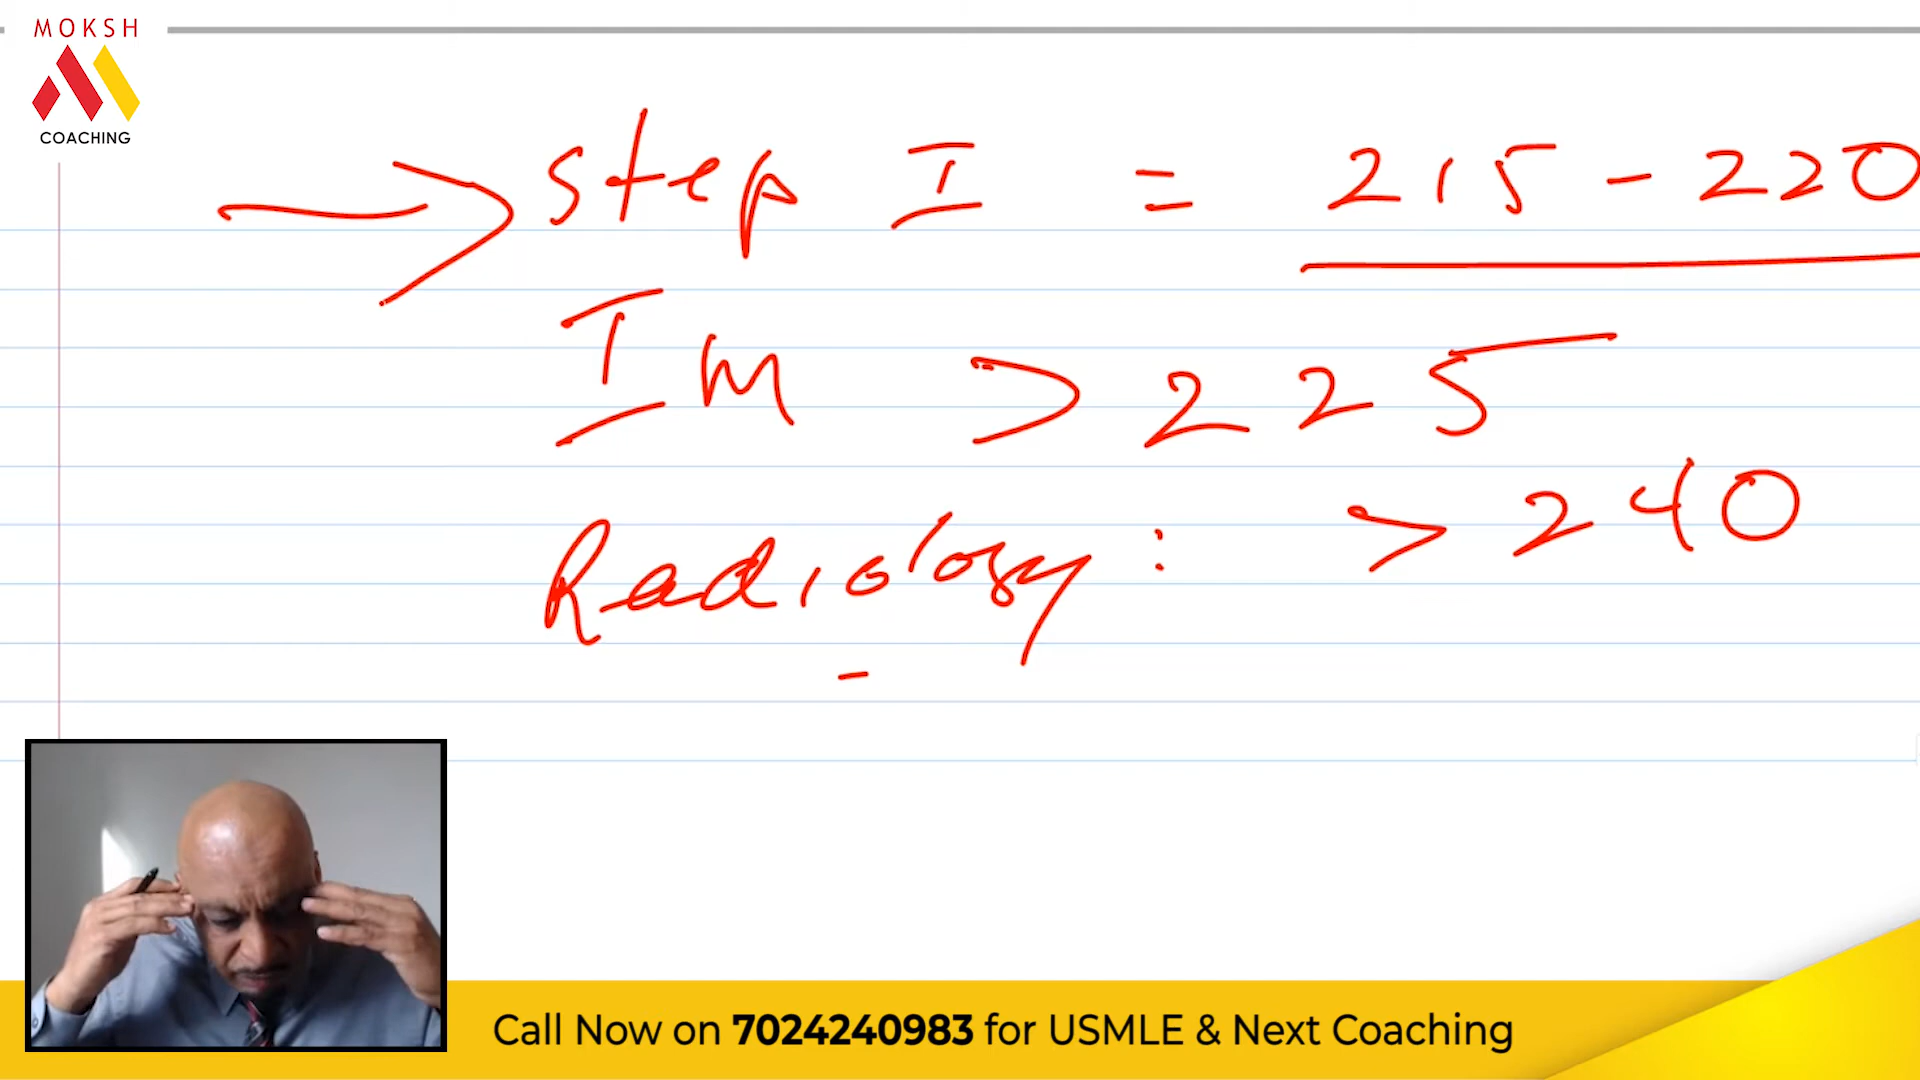 MOKSH
COACHING
Step I = 215-220
IM > 225
Radiology: > 240
Call Now on 7024240983 for USMLE & Next Coaching